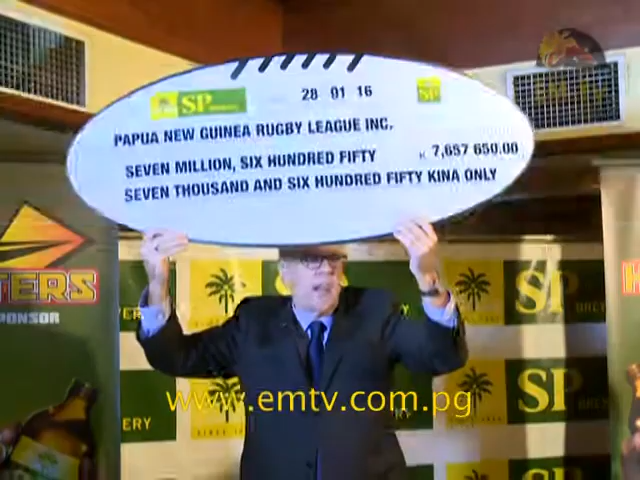 SP
28 01 16
SP
PAPUA NEW GUINEA RUGBY LEAGUE INC.
SEVEN MILLION, SIX HUNDRED FIFTY
K 7,657 650.00
SEVEN THOUSAND AND SIX HUNDRED FIFTY KINA ONLY
TERS
PONSOR
SP
SP
SP
ERY
www.emtv.com.pg